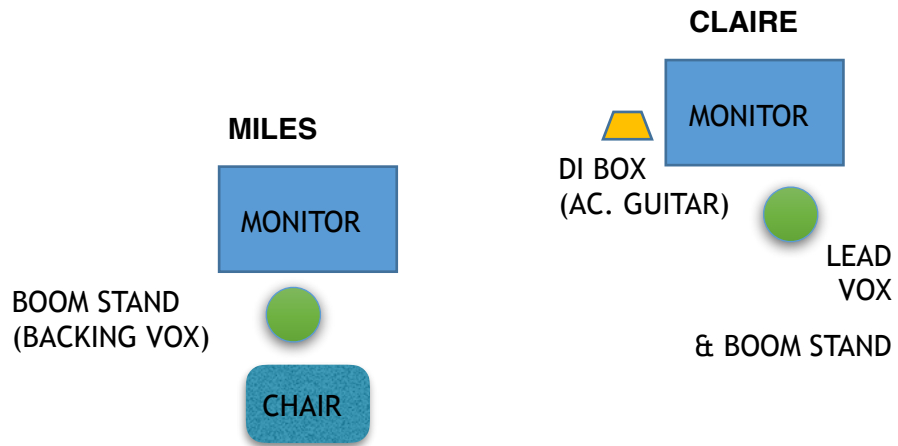 CLAIRE
MONITOR
MILES
DI BOX
(AC. GUITAR)
MONITOR
LEAD
VOX
BOOM STAND
(BACKING VOX)
& BOOM STAND
CHAIR